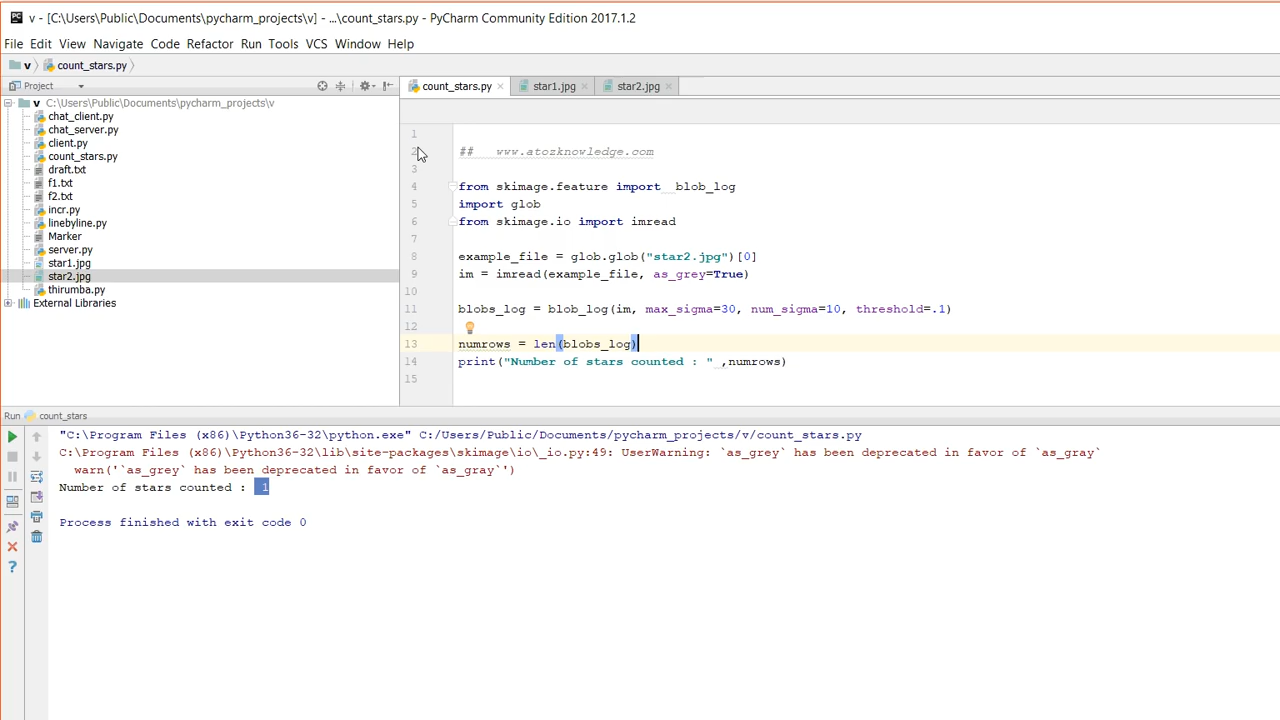 v - [C:\Users\Public\Documents\pycharm_projects\v] - ...\count_stars.py - PyCharm Community Edition 2017.1.2
File Edit View Navigate Code Refactor Run Tools VCS Window Help
v count_stars.py
Project
count_stars.py star1.jpg star2.jpg
v C:\Users\Public\Documents\pycharm_projects\v
chat_client.py
chat_server.py
client.py
count_stars.py
draft.txt
f1.txt
f2.txt
incr.py
linebyline.py
Marker
server.py
star1.jpg
star2.jpg
thirumba.py
External Libraries
1
2 ## www.atozknowledge.com
3
4 from skimage.feature import blob_log
5 import glob
6 from skimage.io import imread
7
8 example_file = glob.glob("star2.jpg")[0]
9 im = imread(example_file, as_grey=True)
10
11 blobs_log = blob_log(im, max_sigma=30, num_sigma=10, threshold=.1)
12
13 numrows = len(blobs_log)
14 print("Number of stars counted : " ,numrows)
15
Run count_stars
"C:\Program Files (x86)\Python36-32\python.exe" C:/Users/Public/Documents/pycharm_projects/v/count_stars.py
C:\Program Files (x86)\Python36-32\lib\site-packages\skimage\io\_io.py:49: UserWarning: `as_grey` has been deprecated in favor of `as_gray`
warn('`as_grey` has been deprecated in favor of `as_gray`')
Number of stars counted : 1
Process finished with exit code 0